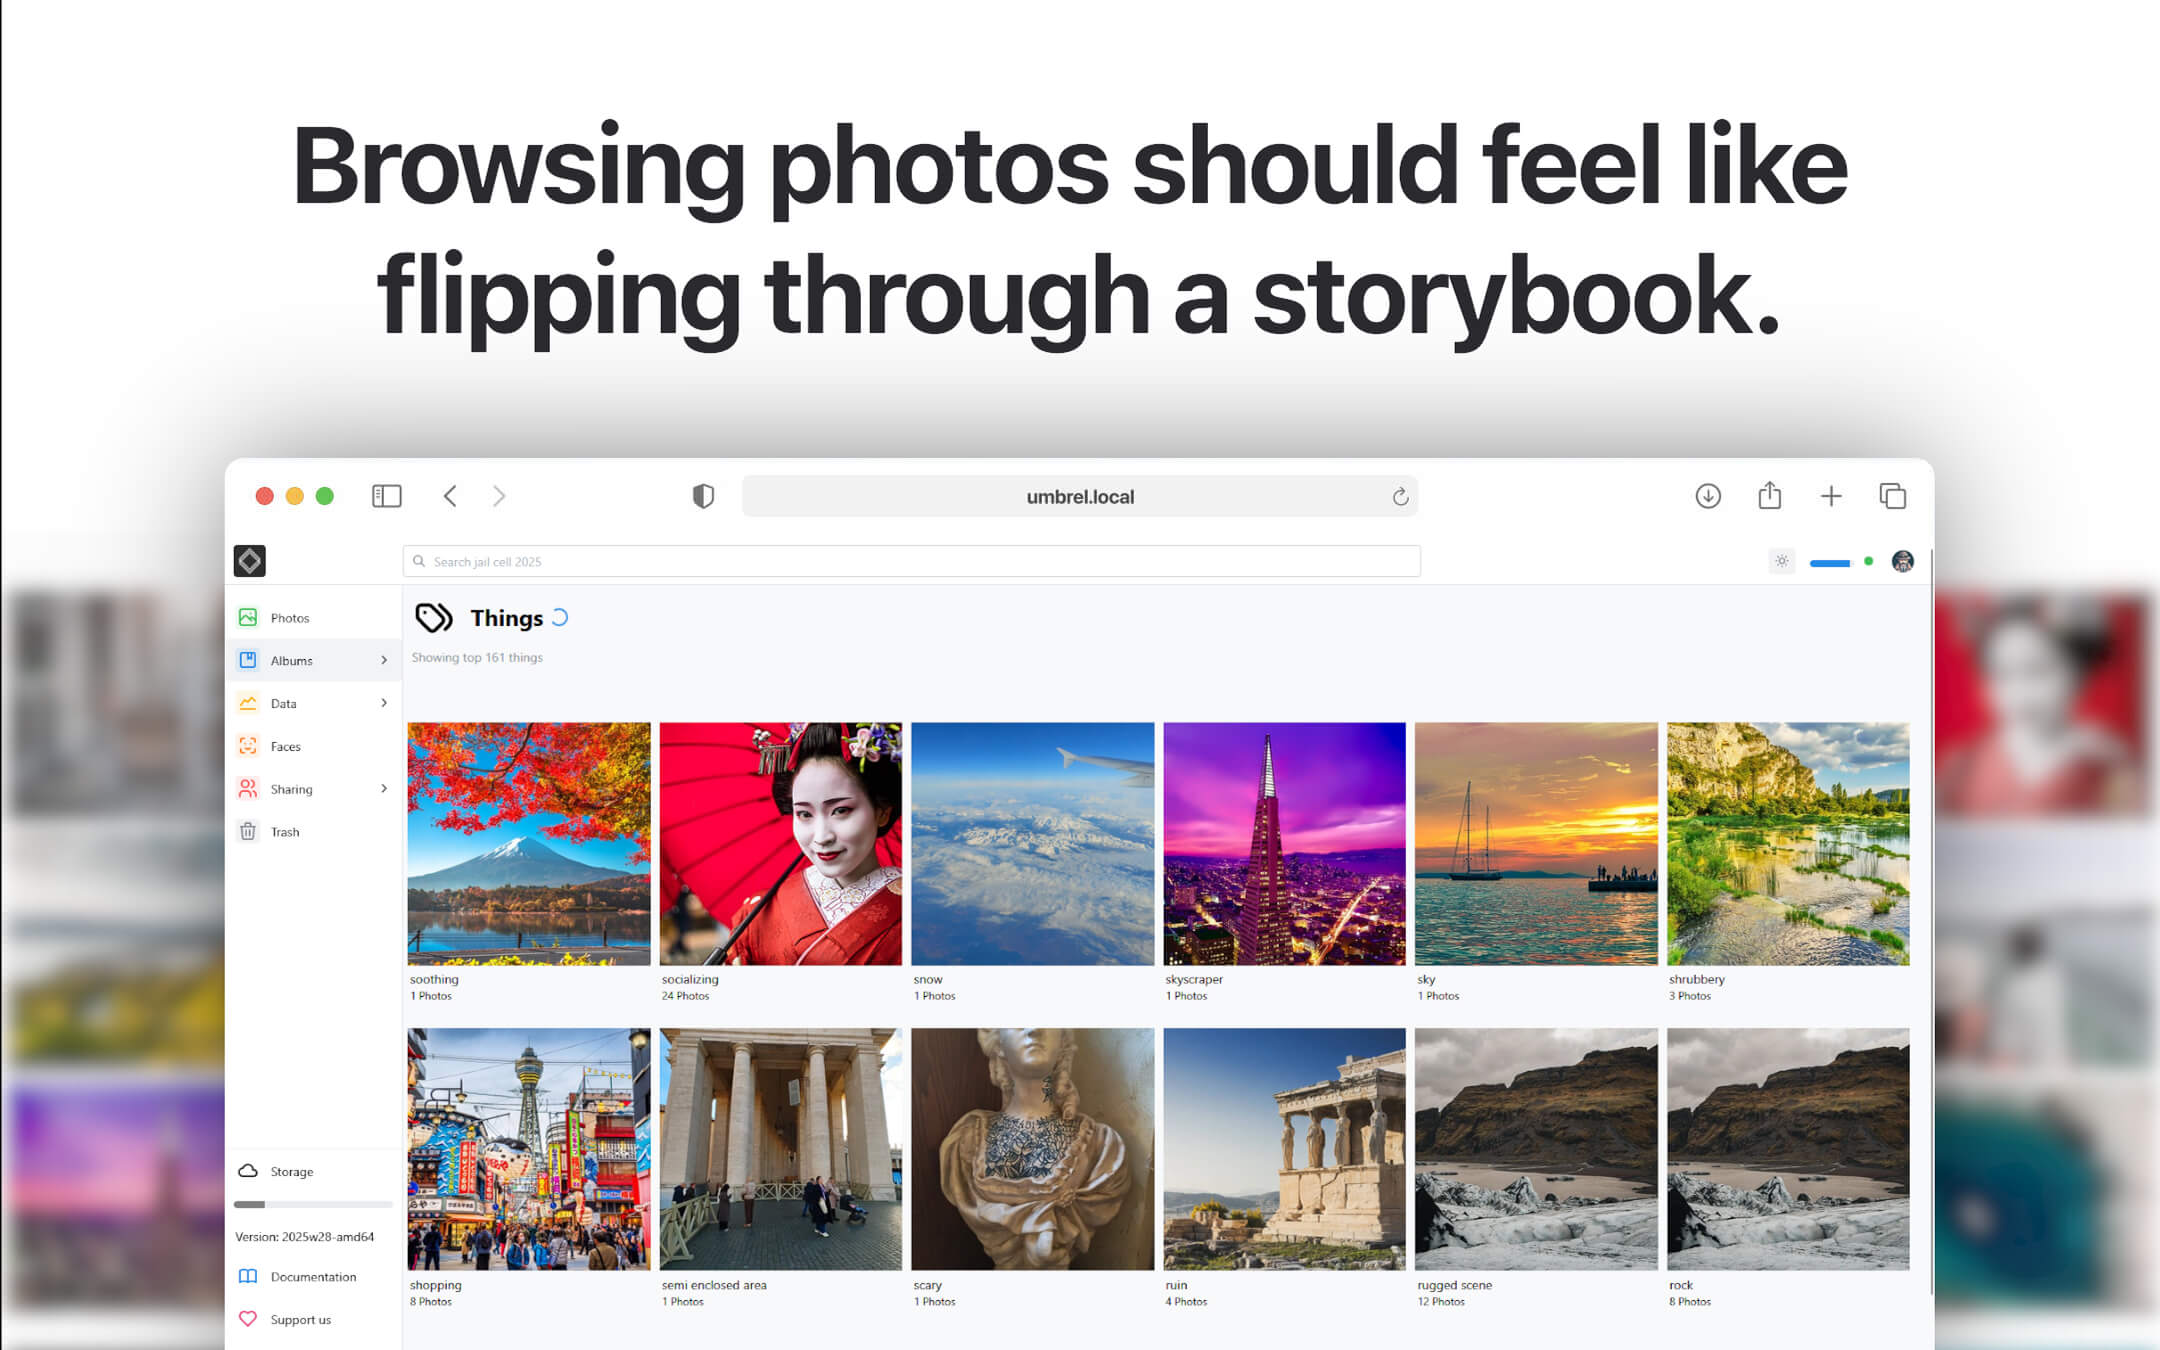 Browsing photos should feel like
flipping through a storybook.
umbrel.local
Search jail cell 2025
Photos
Albums
Data
Faces
Sharing
Trash
Storage
Version: 2025w28-amd64
Documentation
Support us
Things
Showing top 161 things
soothing
1 Photos
socializing
24 Photos
snow
1 Photos
skyscraper
1 Photos
sky
1 Photos
shrubbery
3 Photos
shopping
8 Photos
semi enclosed area
1 Photos
scary
1 Photos
ruin
4 Photos
rugged scene
12 Photos
rock
8 Photos